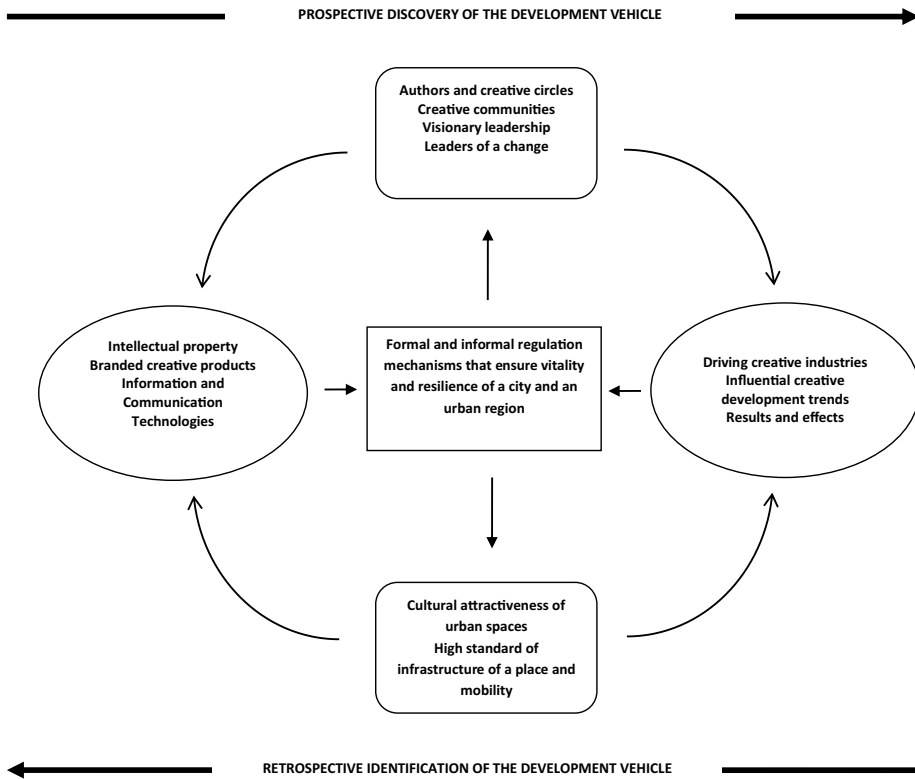 PROSPECTIVE DISCOVERY OF THE DEVELOPMENT VEHICLE
Authors and creative circles
Creative communities
Visionary leadership
Leaders of a change
Intellectual property
Branded creative products
Information and
Communication
Technologies
Formal and informal regulation
mechanisms that ensure vitality
and resilience of a city and an
urban region
Driving creative industries
Influential creative
development trends
Results and effects
Cultural attractiveness of
urban spaces
High standard of
infrastructure of a place and
mobility
RETROSPECTIVE IDENTIFICATION OF THE DEVELOPMENT VEHICLE